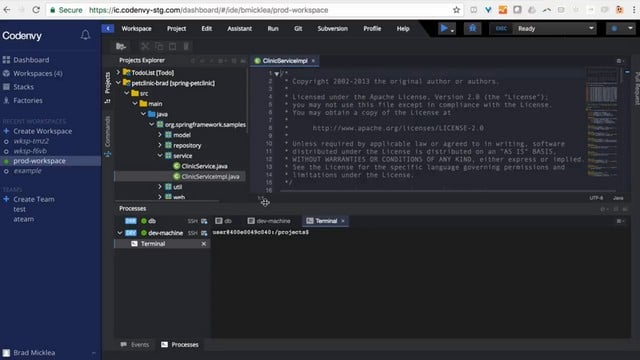 Secure https://ic.codenvy-stg.com/dashboard/#/ide/bmicklea/prod-workspace
Codenvy
Workspace Project Edit Assistant Run Git Subversion Profile Help EXEC Ready
Dashboard
Workspaces (4)
Stacks
Factories
RECENT WORKSPACES
Create Workspace
wksp-tmz2
wksp-f6vb
prod-workspace
example
TEAMS
Create Team
test
ateam
Brad Micklea
Projects
Commands
Projects Explorer
TodoList [Todo]
petclinic-brad [spring-petclinic]
src
main
java
org.springframework.samples
model
repository
service
ClinicService.java
ClinicServiceImpl.java
util
web
ClinicServiceImpl x
1 /*
2 * Copyright 2002-2013 the original author or authors.
3 *
4 * Licensed under the Apache License, Version 2.0 (the "License");
5 * you may not use this file except in compliance with the License.
6 * You may obtain a copy of the License at
7 *
8 * http://www.apache.org/licenses/LICENSE-2.0
9 *
10 * Unless required by applicable law or agreed to in writing, software
11 * distributed under the License is distributed on an "AS IS" BASIS,
12 * WITHOUT WARRANTIES OR CONDITIONS OF ANY KIND, either express or implied.
13 * See the License for the specific language governing permissions and
14 * limitations under the License.
15 */
16
1:1 UTF-8 Java
Pull Request
Processes
DEV db SSH
DEV dev-machine SSH
Terminal x
db dev-machine Terminal x
user@400e0049c040:/projects$
Events Processes